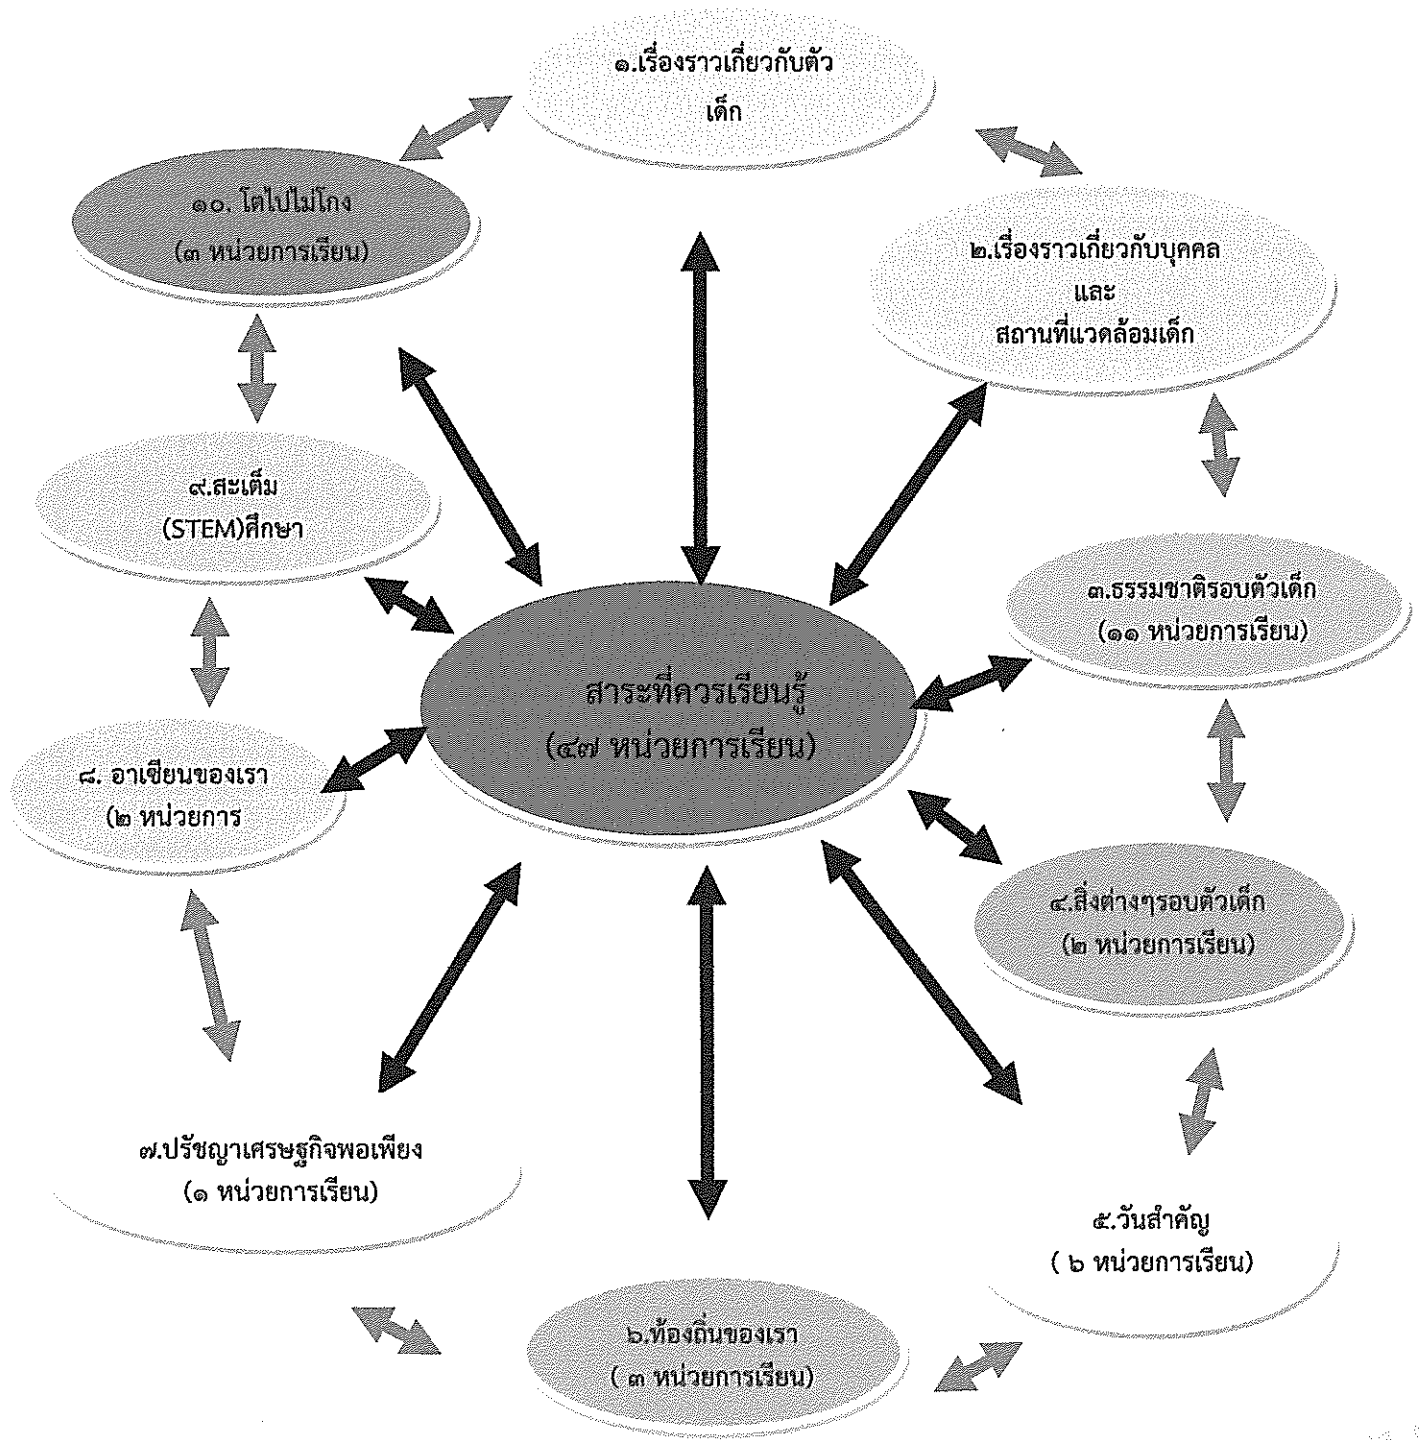 ๑.เรื่องราวเกี่ยวกับตัว
เด็ก
๑๐. โตไปไม่โกง
(๓ หน่วยการเรียน)
๒.เรื่องราวเกี่ยวกับบุคคล
และ
สถานที่แวดล้อมเด็ก
๙.สะเต็ม
(STEM)ศึกษา
๓.ธรรมชาติรอบตัวเด็ก
(๑๑ หน่วยการเรียน)
สาระที่ควรเรียนรู้
(๔๗ หน่วยการเรียน)
๘. อาเซียนของเรา
(๒ หน่วยการ
๔.สิ่งต่างๆรอบตัวเด็ก
(๒ หน่วยการเรียน)
๗.ปรัชญาเศรษฐกิจพอเพียง
(๑ หน่วยการเรียน)
๕.วันสำคัญ
( ๖ หน่วยการเรียน)
๖.ท้องถิ่นของเรา
( ๓ หน่วยการเรียน)